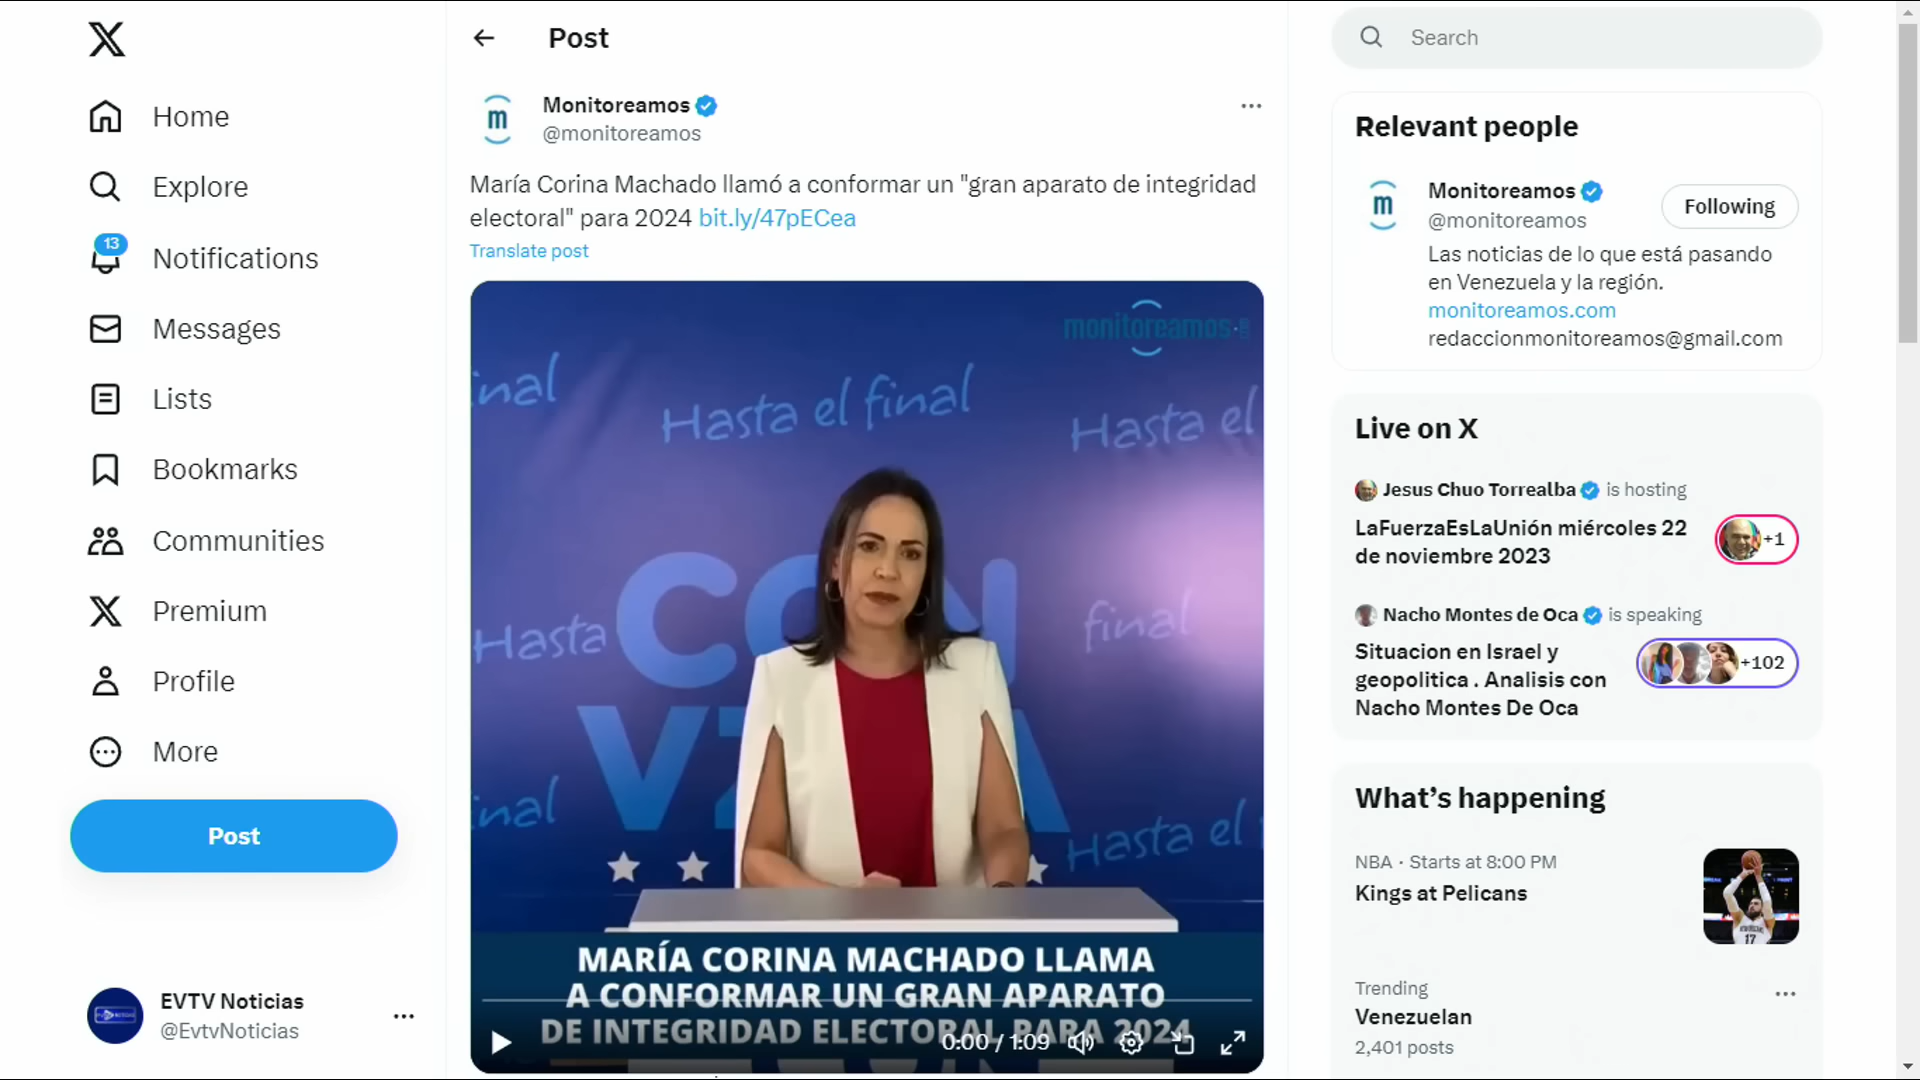 Home
Explore
13
Notifications
Messages
Lists
Bookmarks
Communities
Premium
Profile
More
Post
EVTV Noticias
@EvtvNoticias
Post
m
Monitoreamos
@monitoreamos
María Corina Machado llamó a conformar un "gran aparato de integridad
electoral" para 2024 bit.ly/47pECea
Translate post
monitoreamos
inal
Hasta el final
Hasta el
Hasta
final
inal
Hasta el
MARÍA CORINA MACHADO LLAMA
A CONFORMAR UN GRAN APARATO
DE INTEGRIDAD ELECTORAL PARA 2024
0:00 / 1:09
Search
Relevant people
m
Monitoreamos
@monitoreamos
Following
Las noticias de lo que está pasando
en Venezuela y la región.
monitoreamos.com
redaccionmonitoreamos@gmail.com
Live on X
Jesus Chuo Torrealba is hosting
LaFuerzaEsLaUnión miércoles 22
de noviembre 2023
+1
Nacho Montes de Oca is speaking
Situacion en Israel y
geopolitica . Analisis con
Nacho Montes De Oca
+102
What's happening
NBA · Starts at 8:00 PM
Kings at Pelicans
17
Trending
Venezuelan
2,401 posts